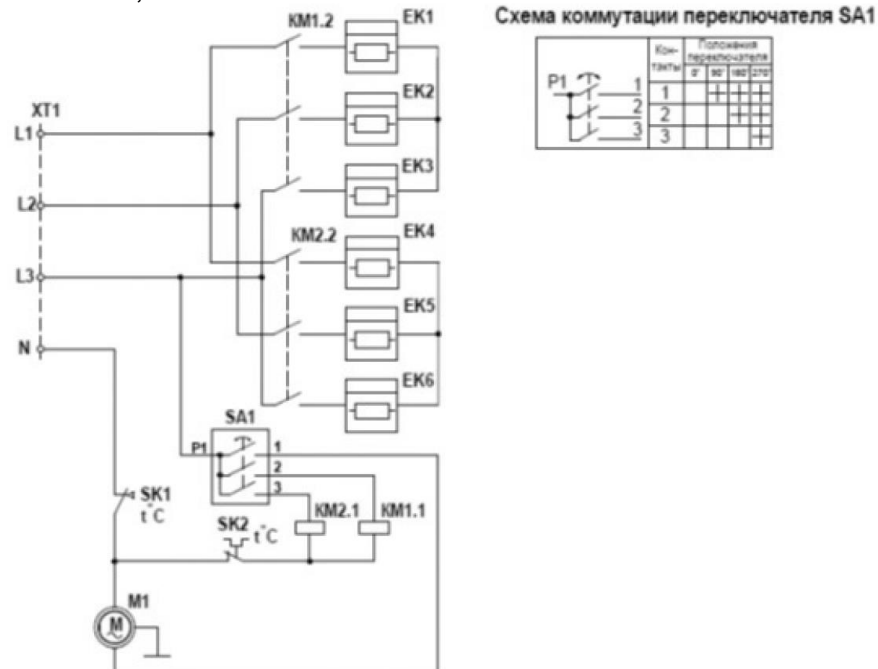 Схема коммутации переключателя SA1
KM1.2
EK1
EK2
EK3
XT1
L1
L2
L3
N
KM2.2
EK4
EK5
EK6
SA1
P1
1
2
3
SK1
t°C
SK2
t°C
KM2.1
KM1.1
M1
M
P1
1
2
3
Кон-
такты
Положения
переключателя
0° 90° 180° 270°
1 + + +
2 + +
3 +